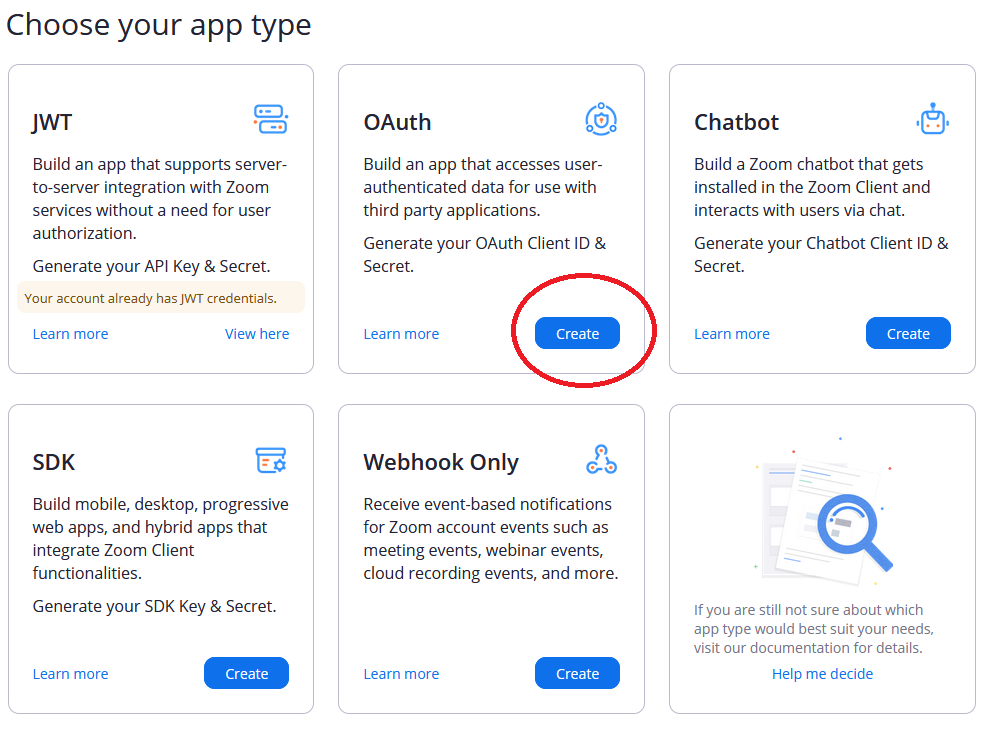 Choose your app type
JWT
Build an app that supports server-
to-server integration with Zoom
services without a need for user
authorization.
Generate your API Key & Secret.
Your account already has JWT credentials.
Learn more
View here
OAuth
Build an app that accesses user-
authenticated data for use with
third party applications.
Generate your OAuth Client ID &
Secret.
Learn more
Create
Chatbot
Build a Zoom chatbot that gets
installed in the Zoom Client and
interacts with users via chat.
Generate your Chatbot Client ID &
Secret.
Learn more
Create
SDK
Build mobile, desktop, progressive
web apps, and hybrid apps that
integrate Zoom Client
functionalities.
Generate your SDK Key & Secret.
Learn more
Create
Webhook Only
Receive event-based notifications
for Zoom account events such as
meeting events, webinar events,
cloud recording events, and more.
Learn more
Create
If you are still not sure about which
app type would best suit your needs,
visit our documentation for details.
Help me decide